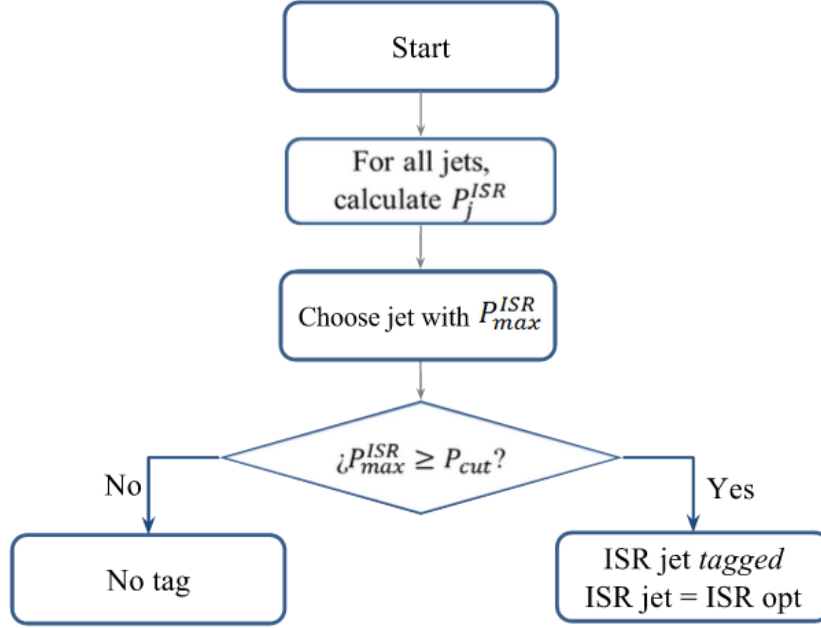 Start
For all jets,
calculate $P_j^{ISR}$
Choose jet with $P_{max}^{ISR}$
$¿P_{max}^{ISR} \geq P_{cut}?$
No
Yes
No tag
ISR jet tagged
ISR jet = ISR opt